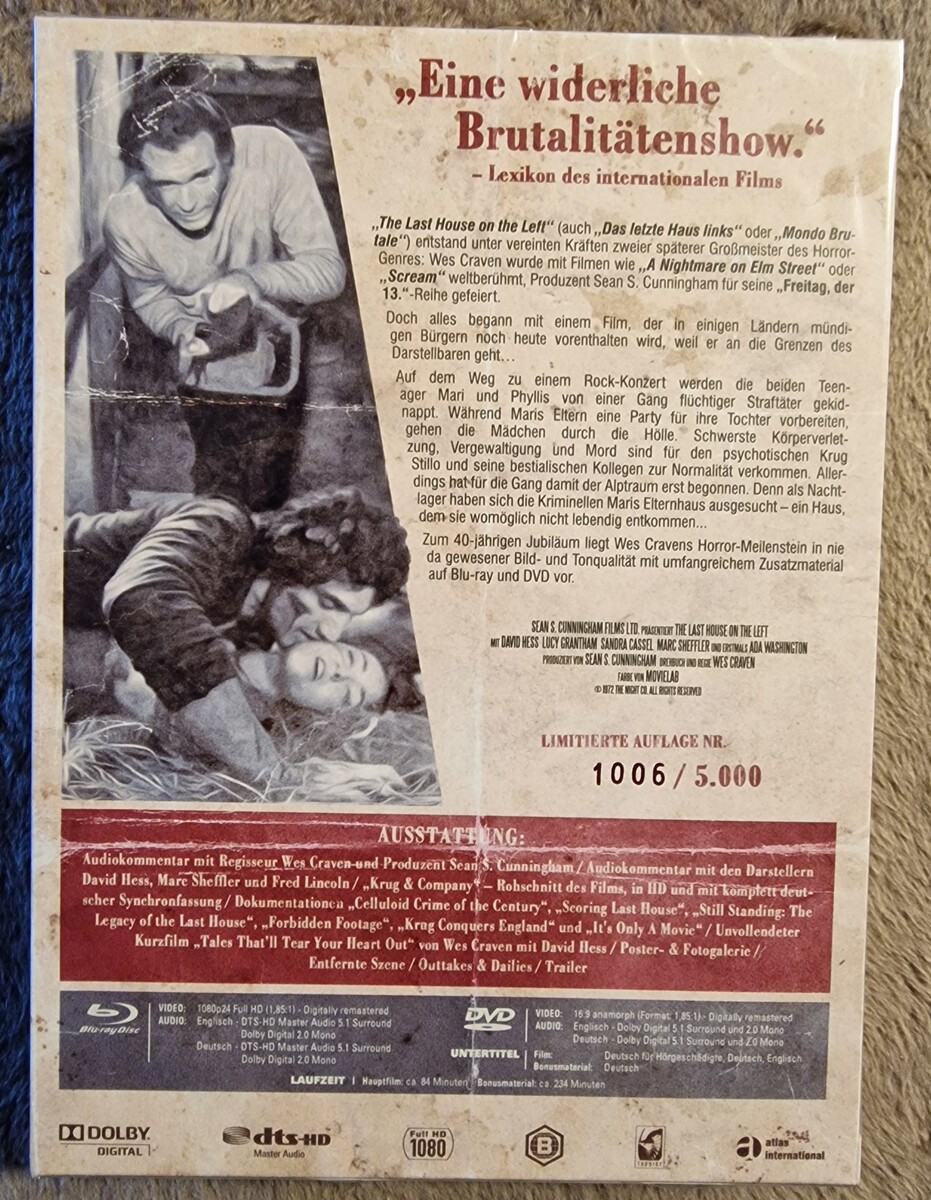 „Eine widerliche
Brutalitätenshow.“
– Lexikon des internationalen Films
„The Last House on the Left“ (auch „Das letzte Haus links“ oder „Mondo Bru-
tale“) entstand unter vereinten Kräften zweier späterer Großmeister des Horror-
Genres: Wes Craven wurde mit Filmen wie „A Nightmare on Elm Street“ oder
„Scream“ weltberühmt, Produzent Sean S. Cunningham für seine „Freitag, der
13.“-Reihe gefeiert.
Doch alles begann mit einem Film, der in einigen Ländern mündi-
gen Bürgern noch heute vorenthalten wird, weil er an die Grenzen des
Darstellbaren geht...
Auf dem Weg zu einem Rock-Konzert werden die beiden Teen-
ager Mari und Phyllis von einer Gang flüchtiger Straftäter gekid-
nappt. Während Maris Eltern eine Party für ihre Tochter vorbereiten,
gehen die Mädchen durch die Hölle. Schwerste Körperverlet-
zung, Vergewaltigung und Mord sind für den psychotischen Krug
Stillo und seine bestialischen Kollegen zur Normalität verkommen. Aller-
dings hat für die Gang damit der Alptraum erst begonnen. Denn als Nacht-
lager haben sich die Kriminellen Maris Elternhaus ausgesucht – ein Haus,
dem sie womöglich nicht lebendig entkommen...
Zum 40-jährigen Jubiläum liegt Wes Cravens Horror-Meilenstein in nie
da gewesener Bild- und Tonqualität mit umfangreichem Zusatzmaterial
auf Blu-ray und DVD vor.
SEAN S. CUNNINGHAM FILMS LTD. PRÄSENTIERT THE LAST HOUSE ON THE LEFT
MIT DAVID HESS LUCY GRANTHAM SANDRA CASSEL MARC SHEFFLER UND ERSTMALS ADA WASHINGTON
PRODUZIERT VON SEAN S. CUNNINGHAM DREHBUCH UND REGIE WES CRAVEN
FARBE VON MOVIELAB
© 1972 THE NIGHT CO. ALL RIGHTS RESERVED
LIMITIERTE AUFLAGE NR.
1006 / 5.000
AUSSTATTUNG:
Audiokommentar mit Regisseur Wes Craven und Produzent Sean S. Cunningham / Audiokommentar mit den Darstellern
David Hess, Marc Sheffler und Fred Lincoln / „Krug & Company“ – Rohschnitt des Films, in HD und mit komplett deut-
scher Synchronfassung / Dokumentationen „Celluloid Crime of the Century“, „Scoring Last House“, „Still Standing: The
Legacy of the Last House“, „Forbidden Footage“, „Krug Conquers England“ und „It's Only A Movie“ / Unvollendeter
Kurzfilm „Tales That'll Tear Your Heart Out“ von Wes Craven mit David Hess / Poster- & Fotogalerie /
Entfernte Szene / Outtakes & Dailies / Trailer
Blu-ray Disc
VIDEO: 1080p24 Full HD (1,85:1) - Digitally remastered
AUDIO: Englisch - DTS-HD Master Audio 5.1 Surround
Dolby Digital 2.0 Mono
Deutsch - DTS-HD Master Audio 5.1 Surround
Dolby Digital 2.0 Mono
DVD
VIDEO: 16:9 anamorph (Format: 1,85:1) - Digitally remastered
AUDIO: Englisch - Dolby Digital 5.1 Surround und 2.0 Mono
Deutsch - Dolby Digital 5.1 Surround und 2.0 Mono
UNTERTITEL
Film: Deutsch für Hörgeschädigte, Deutsch, Englisch
Bonusmaterial: Deutsch
LAUFZEIT | Hauptfilm: ca. 84 Minuten Bonusmaterial: ca. 234 Minuten
DOLBY
DIGITAL
dts-HD
Master Audio
Full HD
1080
B
atlas
international